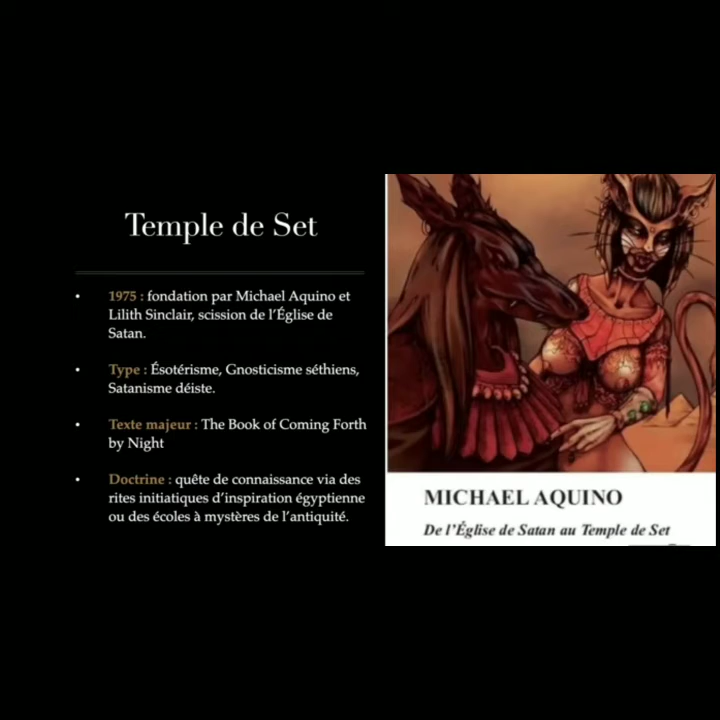 Temple de Set
• 1975 : fondation par Michael Aquino et
Lilith Sinclair, scission de l'Église de
Satan.
• Type : Ésotérisme, Gnosticisme séthiens,
Satanisme déiste.
• Texte majeur : The Book of Coming Forth
by Night
• Doctrine : quête de connaissance via des
rites initiatiques d'inspiration égyptienne
ou des écoles à mystères de l'antiquité.
MICHAEL AQUINO
De l'Église de Satan au Temple de Set